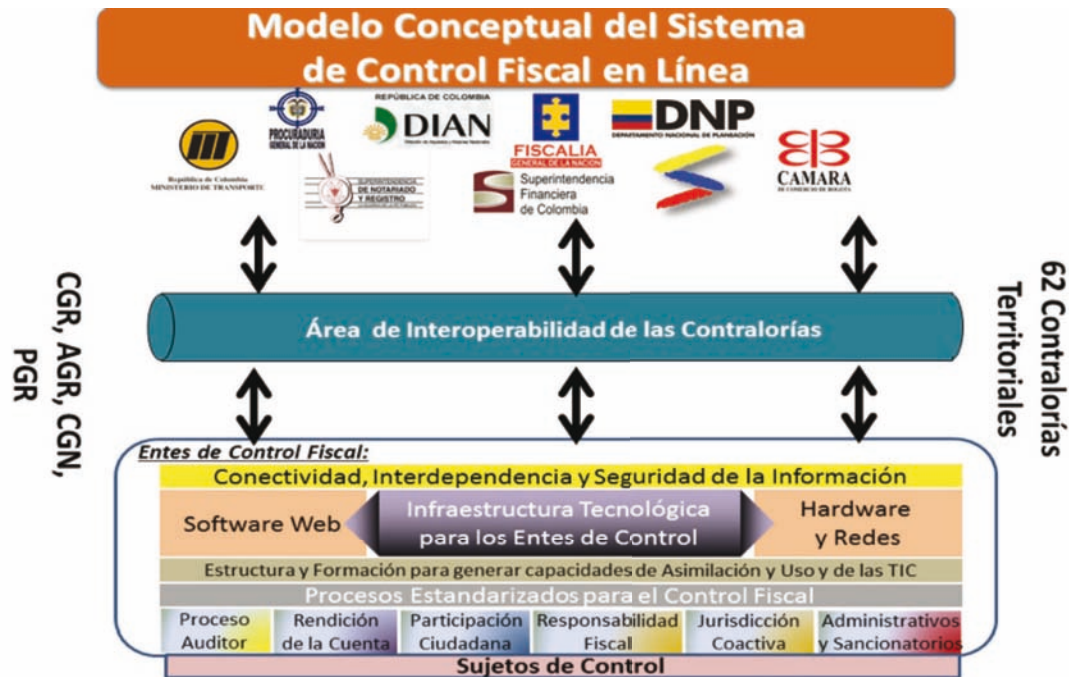 Modelo Conceptual del Sistema
de Control Fiscal en Línea
República de Colombia
MINISTERIO DE TRANSPORTE
PROCURADURIA
GENERAL DE LA NACION
REPÚBLICA DE COLOMBIA
DIAN
SUPERINTENDENCIA
DE NOTARIADO
Y REGISTRO
FISCALIA
GENERAL DE LA NACION
Superintendencia
Financiera
de Colombia
DNP
DEPARTAMENTO NACIONAL DE PLANEACIÓN
CAMARA
DE COMERCIO DE BOGOTÁ
CGR, AGR, CGN,
PGR
Área de Interoperabilidad de las Contralorías
62 Contralorías
Territoriales
Entes de Control Fiscal:
Conectividad, Interdependencia y Seguridad de la Información
Software Web
Infraestructura Tecnológica
para los Entes de Control
Hardware
y Redes
Estructura y Formación para generar capacidades de Asimilación y Uso y de las TIC
Procesos Estandarizados para el Control Fiscal
Proceso
Auditor
Rendición
de la Cuenta
Participación
Ciudadana
Responsabilidad
Fiscal
Jurisdicción
Coactiva
Administrativos
y Sancionatorios
Sujetos de Control